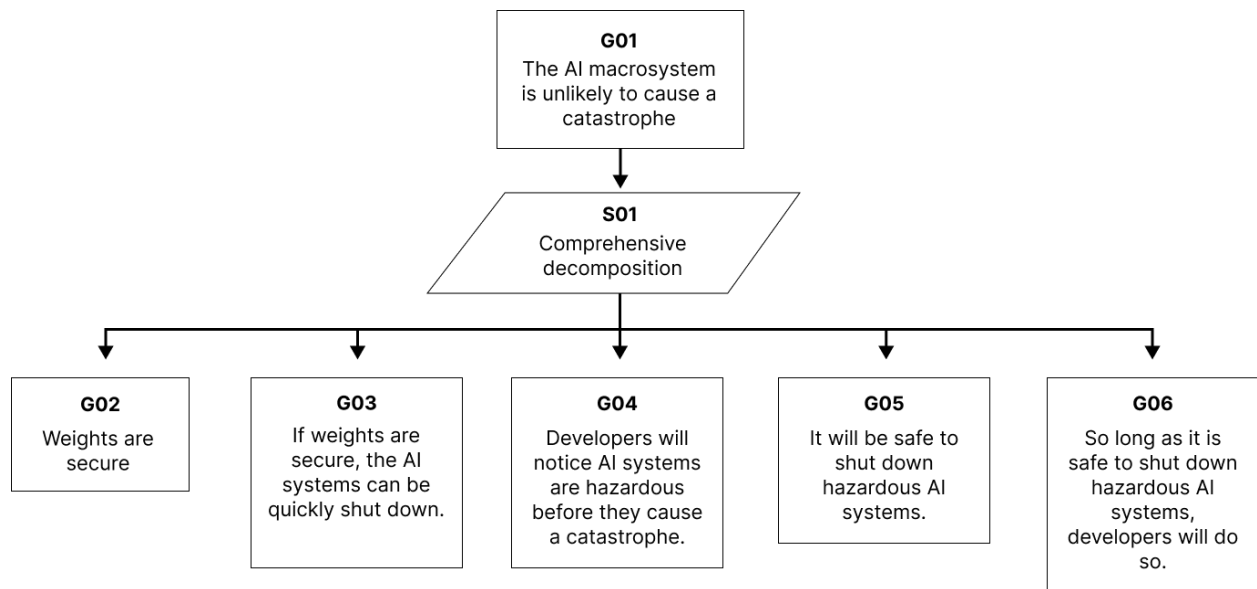 G01
The AI macrosystem
is unlikely to cause a
catastrophe
S01
Comprehensive
decomposition
G02
Weights are
secure
G03
If weights are
secure, the AI
systems can be
quickly shut down.
G04
Developers will
notice AI systems
are hazardous
before they cause
a catastrophe.
G05
It will be safe to
shut down
hazardous AI
systems.
G06
So long as it is
safe to shut down
hazardous AI
systems,
developers will do
so.